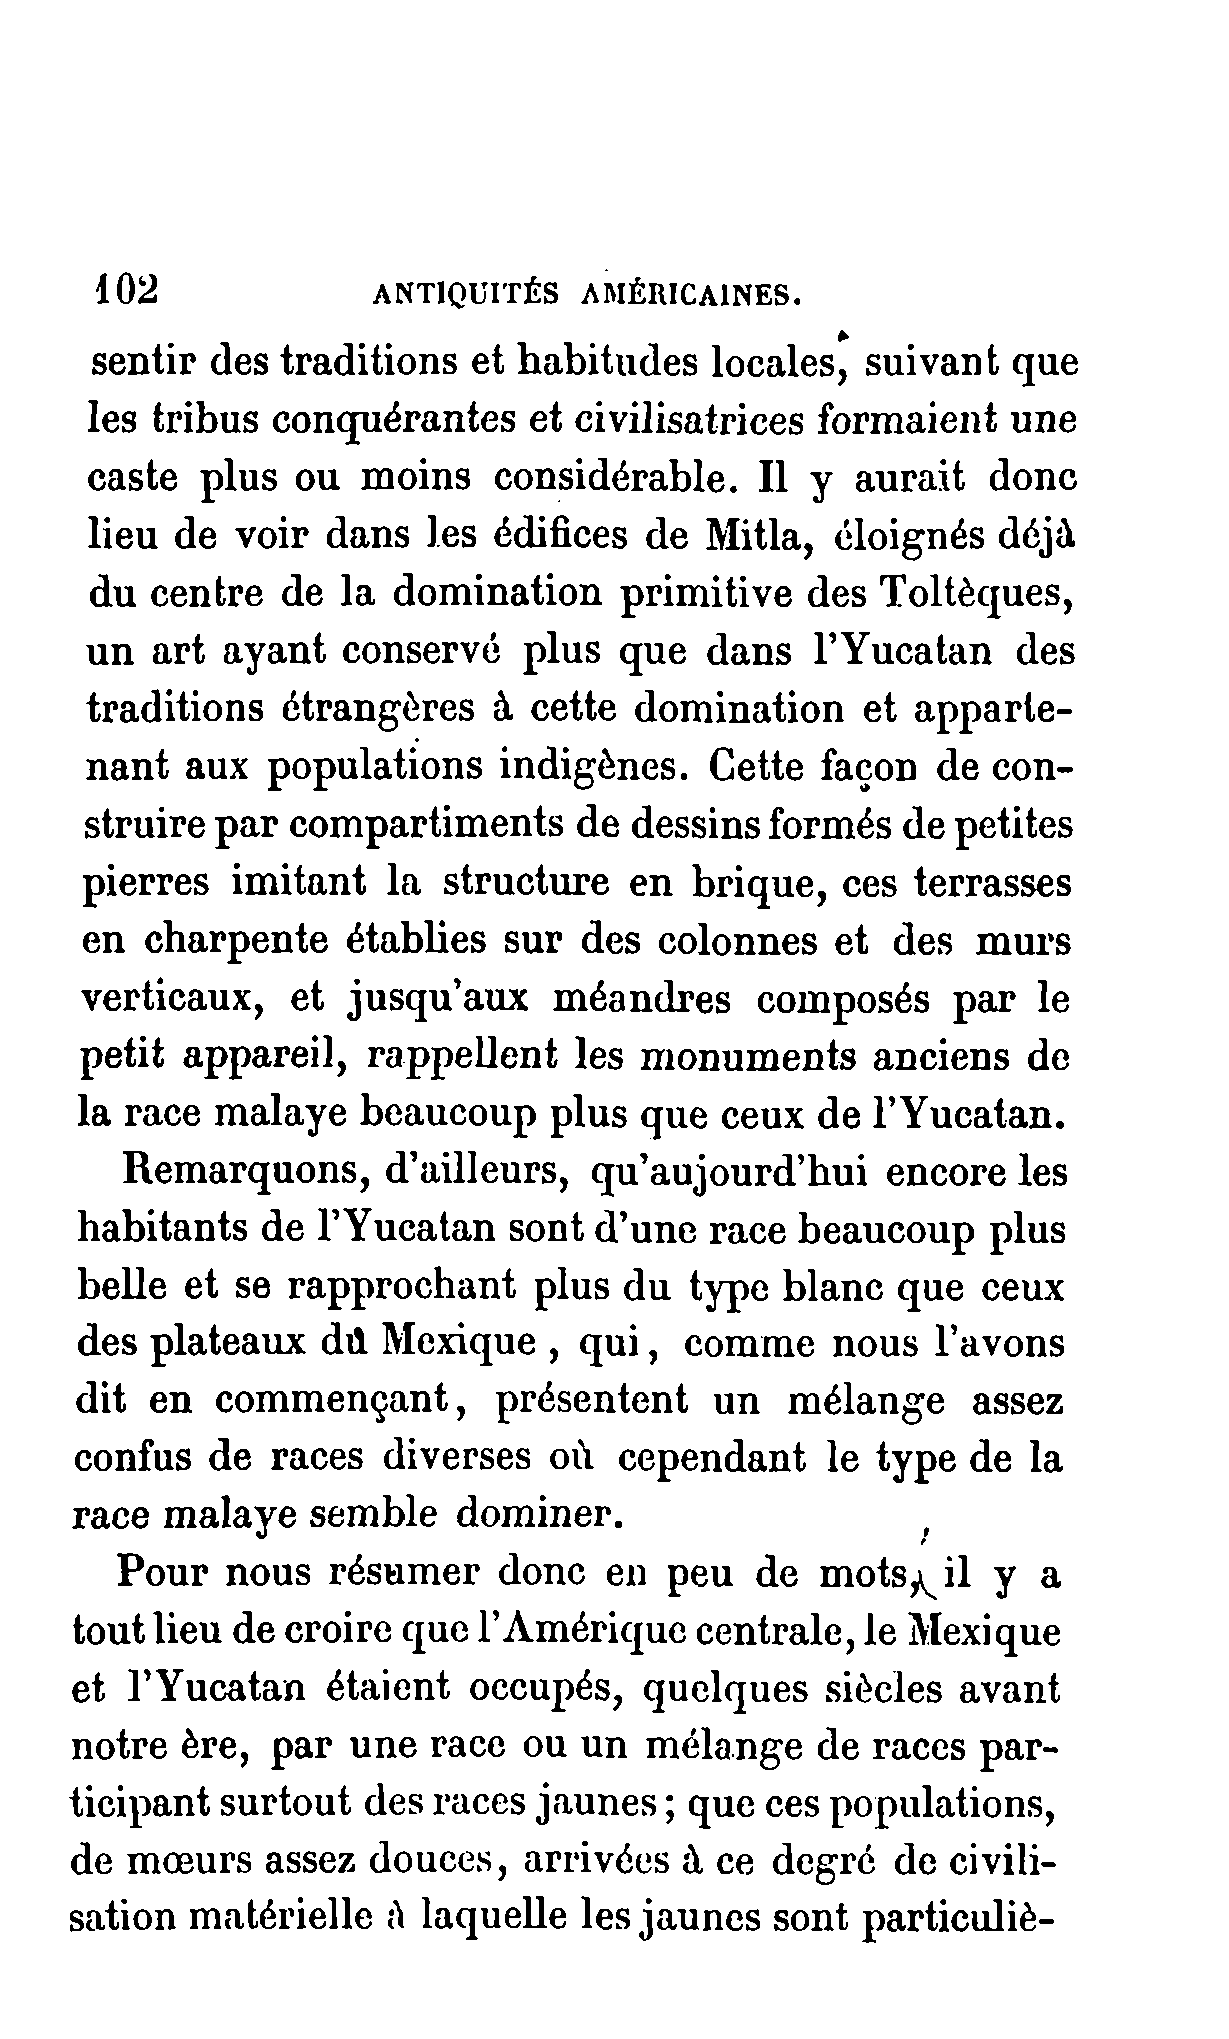 102 ANTIQUITÉS AMÉRICAINES.
sentir des traditions et habitudes locales, suivant que
les tribus conquérantes et civilisatrices formaient une
caste plus ou moins considérable. Il y aurait donc
lieu de voir dans les édifices de Mitla, éloignés déjà
du centre de la domination primitive des Toltèques,
un art ayant conservé plus que dans l'Yucatan des
traditions étrangères à cette domination et apparte-
nant aux populations indigènes. Cette façon de con-
struire par compartiments de dessins formés de petites
pierres imitant la structure en brique, ces terrasses
en charpente établies sur des colonnes et des murs
verticaux, et jusqu'aux méandres composés par le
petit appareil, rappellent les monuments anciens de
la race malaye beaucoup plus que ceux de l'Yucatan.
Remarquons, d'ailleurs, qu'aujourd'hui encore les
habitants de l'Yucatan sont d'une race beaucoup plus
belle et se rapprochant plus du type blanc que ceux
des plateaux du Mexique, qui, comme nous l'avons
dit en commençant, présentent un mélange assez
confus de races diverses où cependant le type de la
race malaye semble dominer.
Pour nous résumer donc en peu de mots, il y a
tout lieu de croire que l'Amérique centrale, le Mexique
et l'Yucatan étaient occupés, quelques siècles avant
notre ère, par une race ou un mélange de races par-
ticipant surtout des races jaunes; que ces populations,
de mœurs assez douces, arrivées à ce degré de civili-
sation matérielle à laquelle les jaunes sont particuliè-